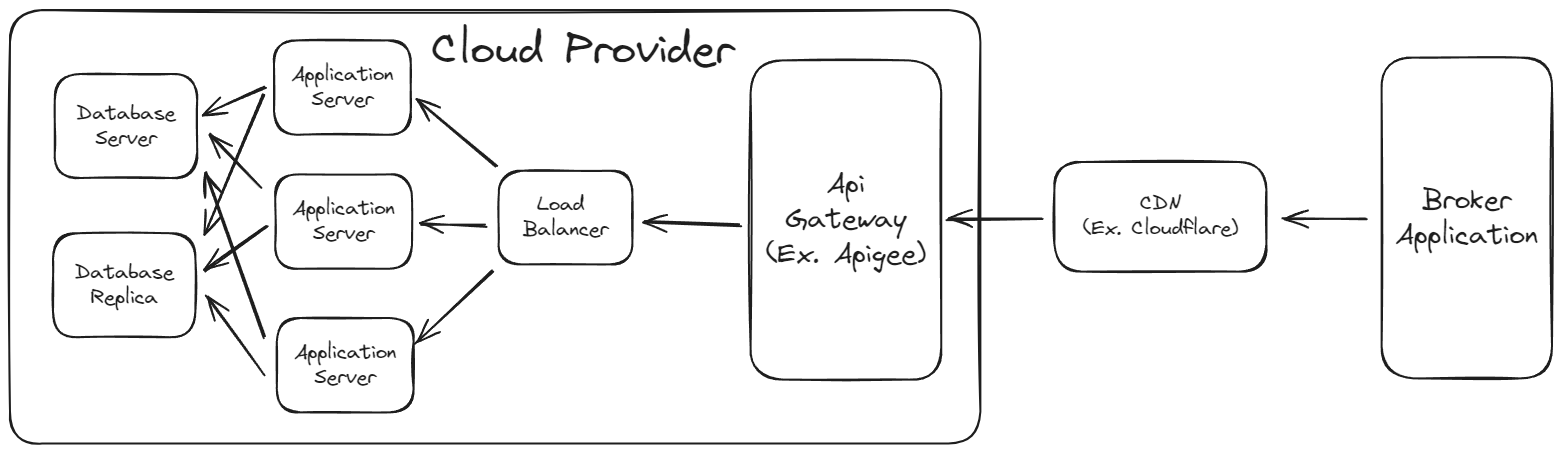 Cloud Provider
Database
Server
Database
Replica
Application
Server
Application
Server
Application
Server
Load
Balancer
Api
Gateway
(Ex. Apigee)
CDN
(Ex. Cloudflare)
Broker
Application